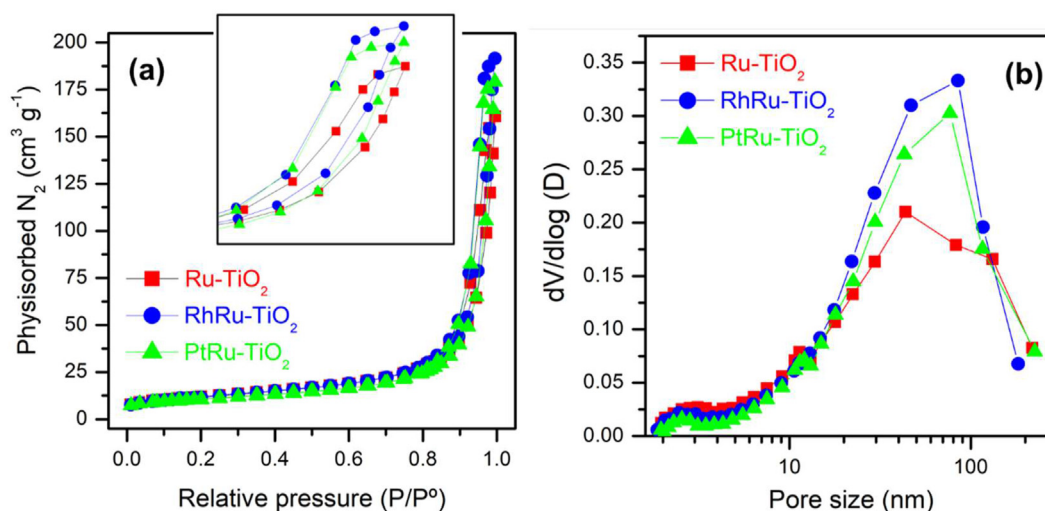 (a)
200
175
150
125
100
75
50
25
0
Physisorbed N₂ (cm³ g⁻¹)
Ru-TiO₂
RhRu-TiO₂
PtRu-TiO₂
0.0 0.2 0.4 0.6 0.8 1.0
Relative pressure (P/Pº)
(b)
0.35
0.30
0.25
0.20
0.15
0.10
0.05
0.00
dV/dlog (D)
Ru-TiO₂
RhRu-TiO₂
PtRu-TiO₂
10 100
Pore size (nm)